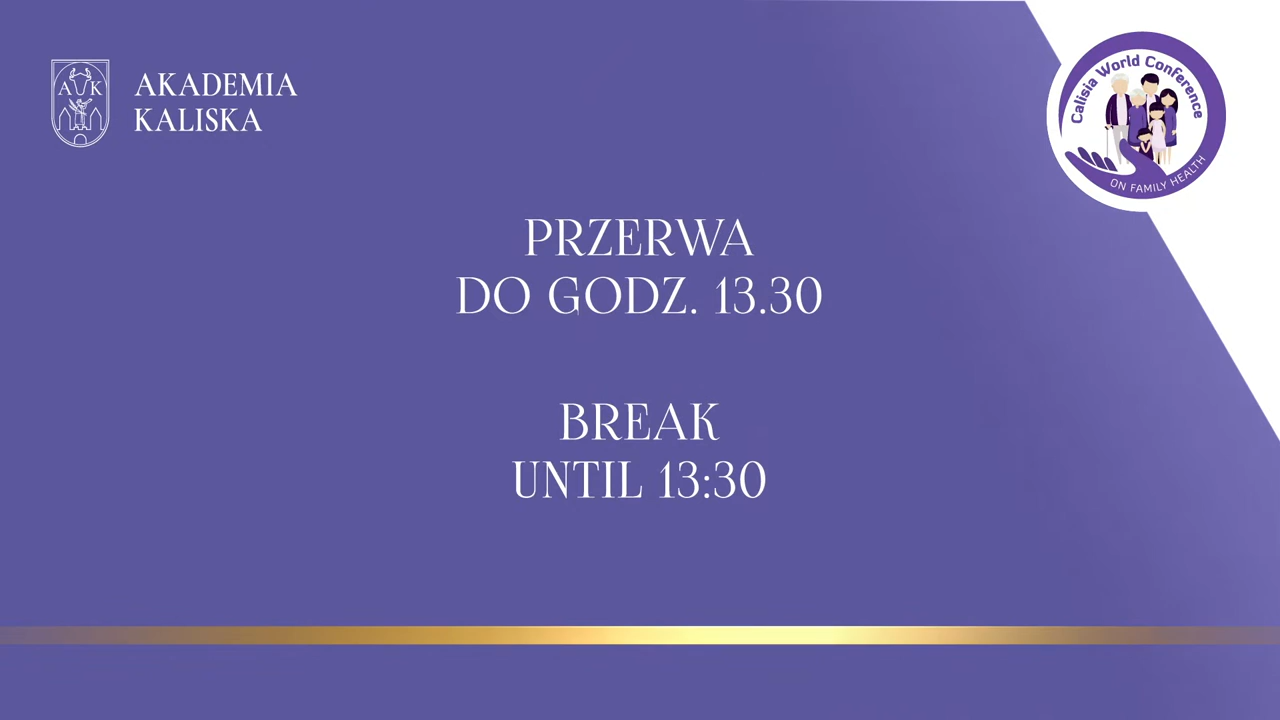 A K
AKADEMIA
KALISKA
Calisia World Conference
ON FAMILY HEALTH
PRZERWA
DO GODZ. 13.30
BREAK
UNTIL 13:30